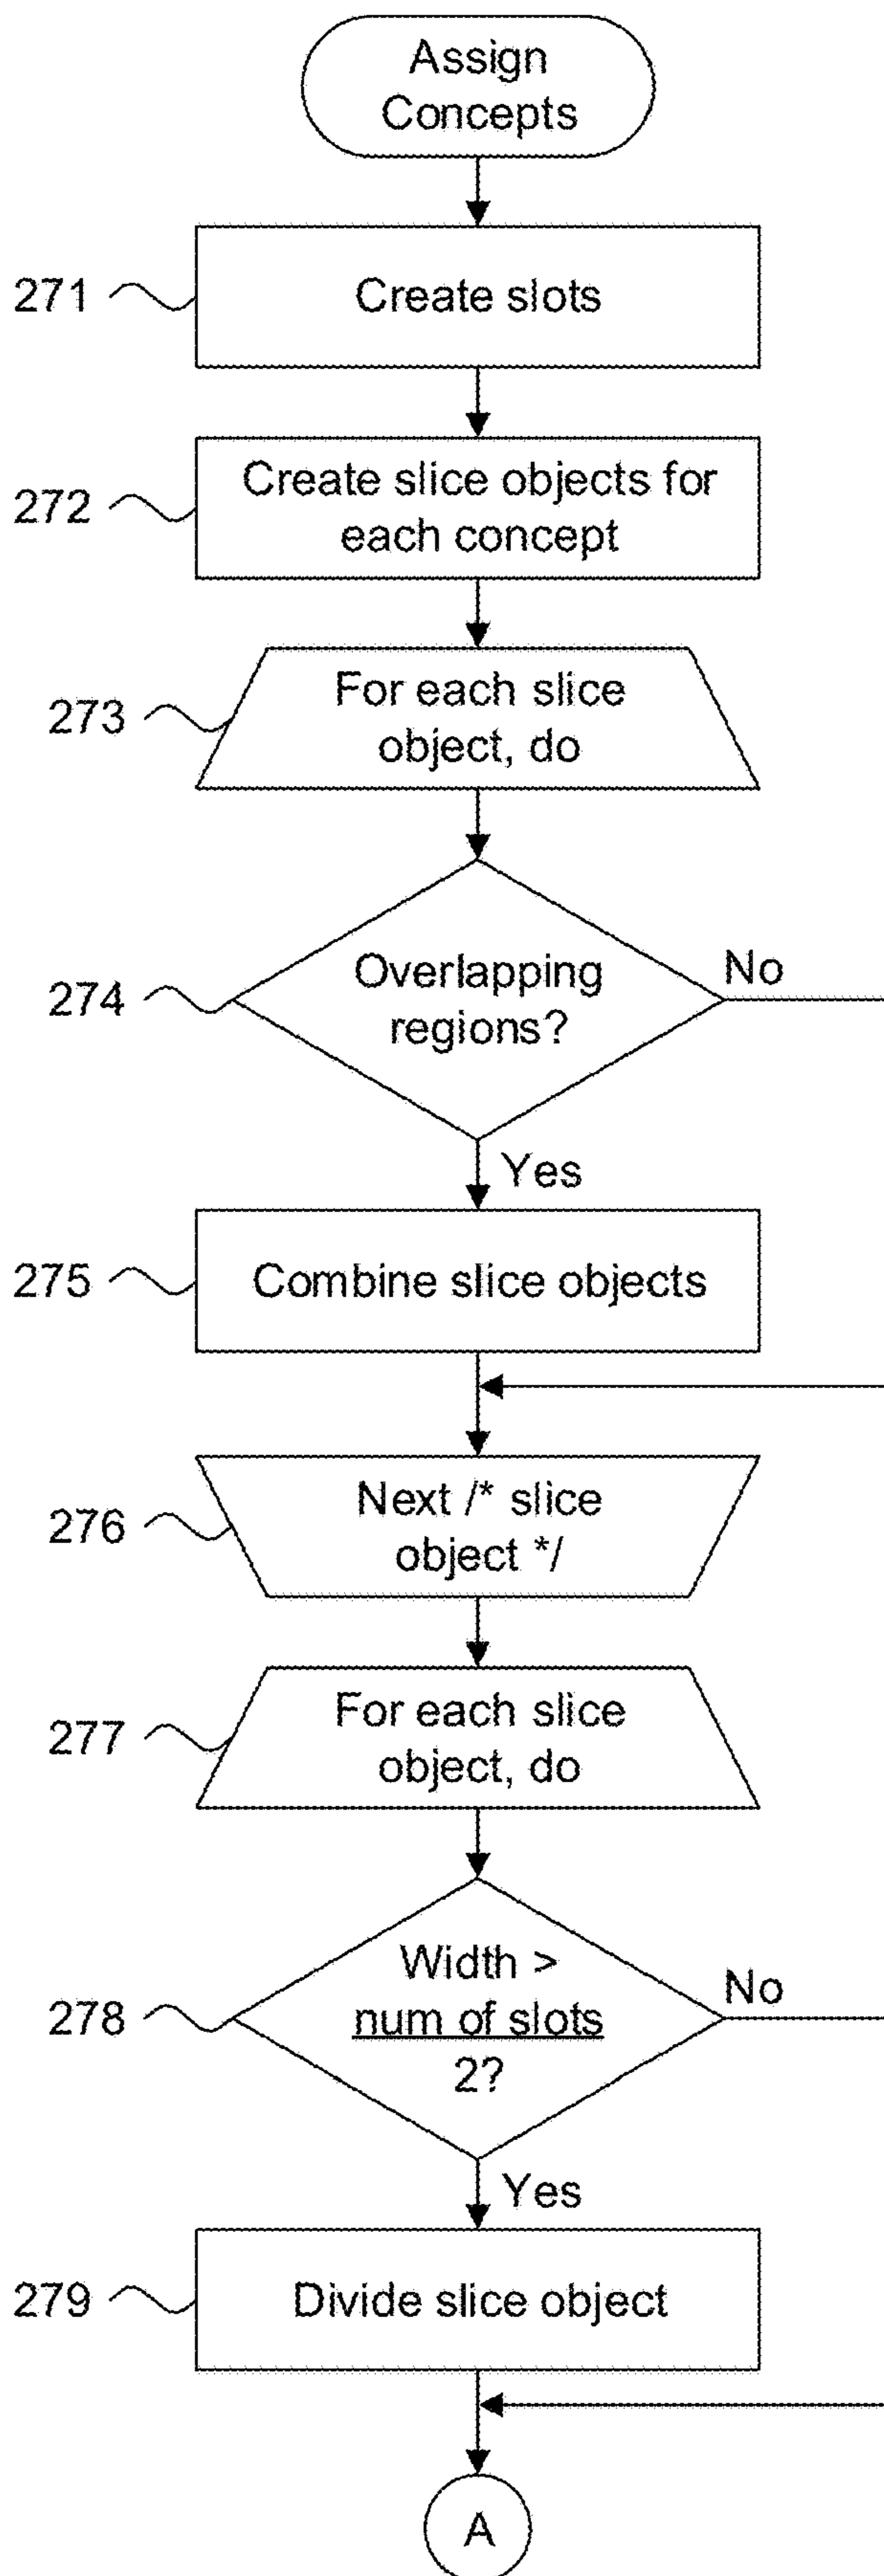 Assign
Concepts
271
Create slots
272
Create slice objects for
each concept
273
For each slice
object, do
274
Overlapping
regions?
No
Yes
275
Combine slice objects
276
Next /* slice
object */
277
For each slice
object, do
278
Width >
num of slots
2?
No
Yes
279
Divide slice object
A